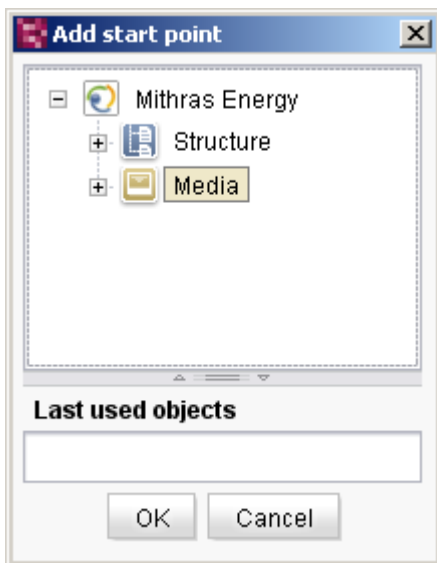 Add start point
Mithras Energy
Structure
Media
Last used objects
OK Cancel